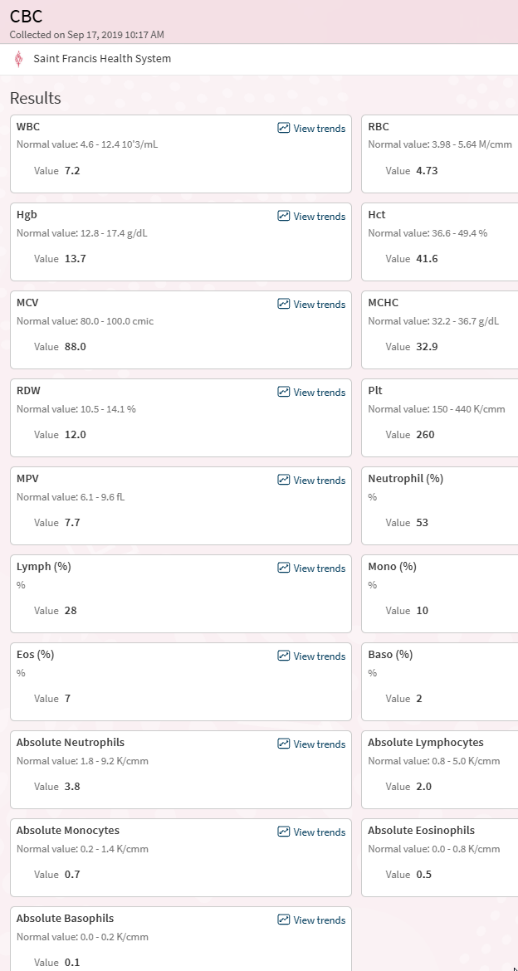 CBC
Collected on Sep 17, 2019 10:17 AM
Saint Francis Health System
Results
WBC
View trends
Normal value: 4.6 - 12.4 10'3/mL
Value 7.2
RBC
Normal value: 3.98 - 5.64 M/cmm
Value 4.73
Hgb
View trends
Normal value: 12.8 - 17.4 g/dL
Value 13.7
Hct
Normal value: 36.6 - 49.4 %
Value 41.6
MCV
View trends
Normal value: 80.0 - 100.0 cmic
Value 88.0
MCHC
Normal value: 32.2 - 36.7 g/dL
Value 32.9
RDW
View trends
Normal value: 10.5 - 14.1 %
Value 12.0
Plt
Normal value: 150 - 440 K/cmm
Value 260
MPV
View trends
Normal value: 6.1 - 9.6 fL
Value 7.7
Neutrophil (%)
%
Value 53
Lymph (%)
View trends
%
Value 28
Mono (%)
%
Value 10
Eos (%)
View trends
%
Value 7
Baso (%)
%
Value 2
Absolute Neutrophils
View trends
Normal value: 1.8 - 9.2 K/cmm
Value 3.8
Absolute Lymphocytes
Normal value: 0.8 - 5.0 K/cmm
Value 2.0
Absolute Monocytes
View trends
Normal value: 0.2 - 1.4 K/cmm
Value 0.7
Absolute Eosinophils
Normal value: 0.0 - 0.8 K/cmm
Value 0.5
Absolute Basophils
View trends
Normal value: 0.0 - 0.2 K/cmm
Value 0.1